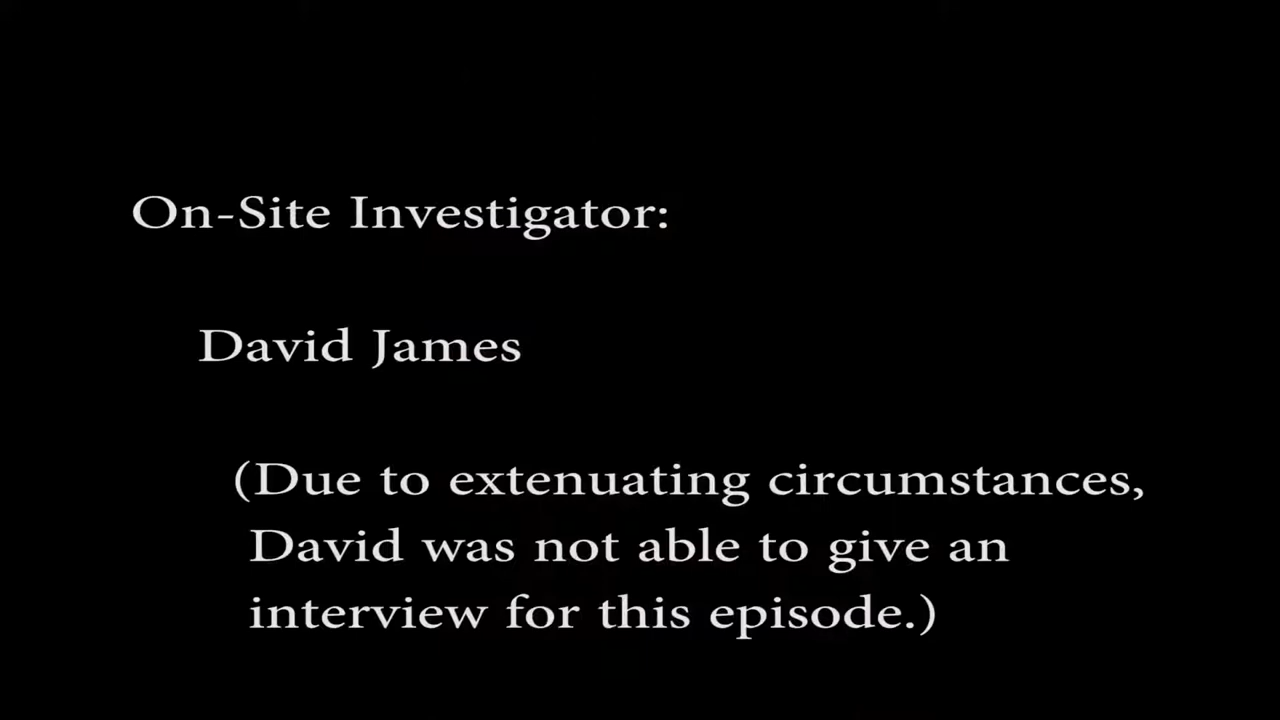 On-Site Investigator:
David James
(Due to extenuating circumstances,
David was not able to give an
interview for this episode.)